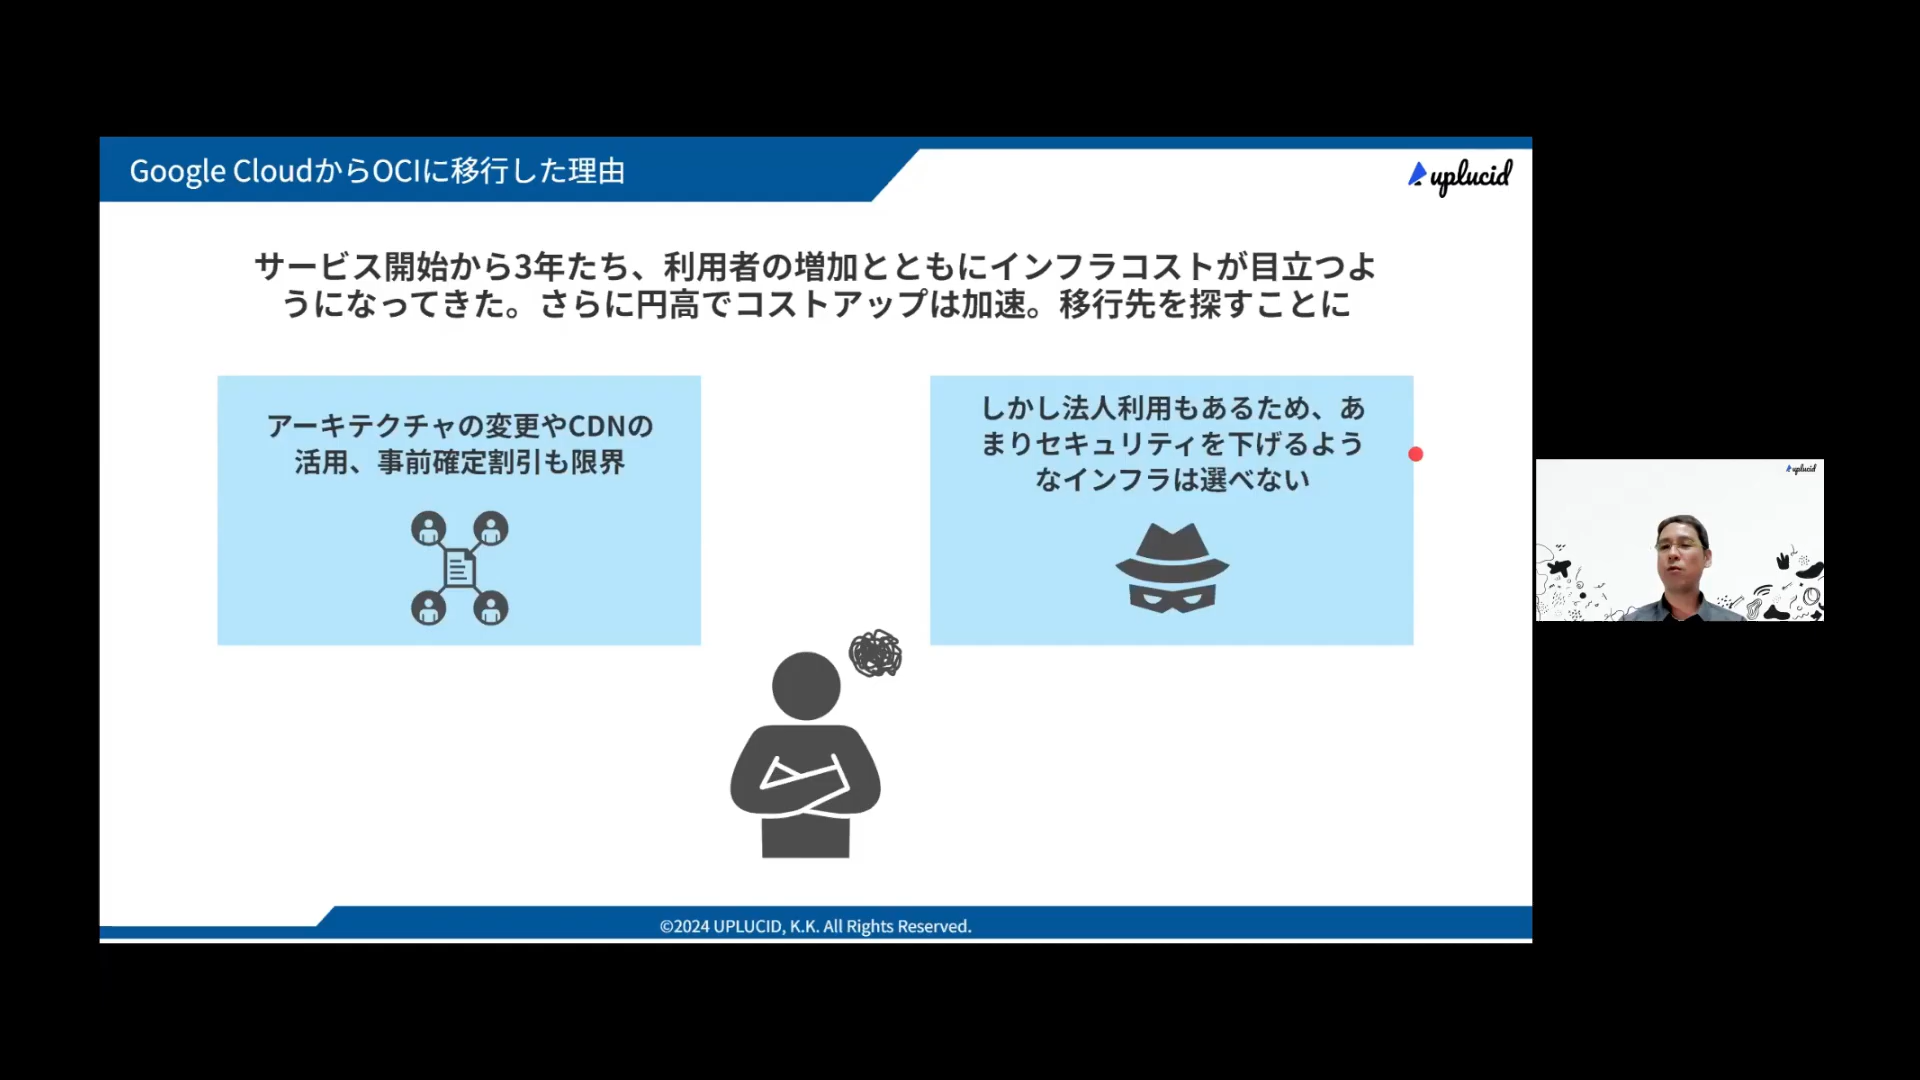 Google CloudからOCIに移行した理由
uplucid
サービス開始から3年たち、利用者の増加とともにインフラコストが目立つよ
うになってきた。さらに円高でコストアップは加速。移行先を探すことに
アーキテクチャの変更やCDNの
活用、事前確定割引も限界
しかし法人利用もあるため、あ
まりセキュリティを下げるよう
なインフラは選べない
uplucid
©2024 UPLUCID, K.K. All Rights Reserved.